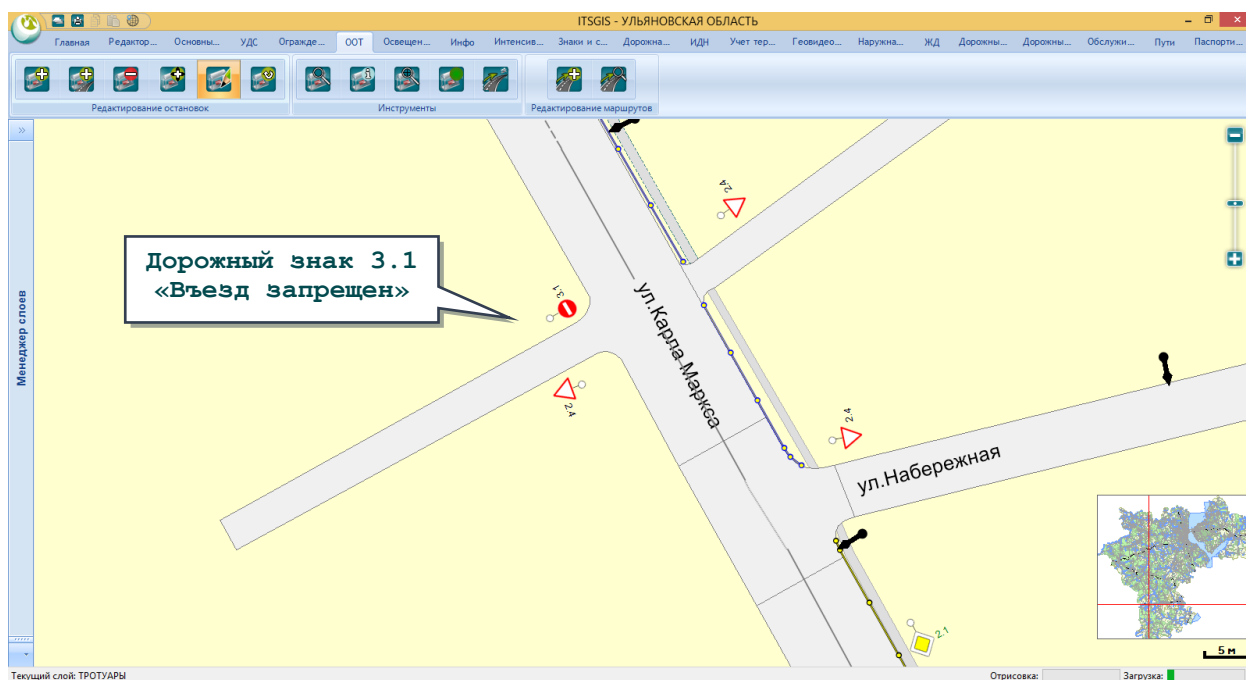 ITSGIS - УЛЬЯНОВСКАЯ ОБЛАСТЬ
Главная Редактор... Основны... УДС Огражде... ООТ Освещен... Инфо Интенсив... Знаки и с... Дорожна... ИДН Учет тер... Геовидео... Наружна... ЖД Дорожны... Дорожны... Обслужи... Пути Паспорти...
Редактирование остановок Инструменты Редактирование маршрутов
Менеджер слоев
2.4
Дорожный знак 3.1
«Въезд запрещен»
3.1
ул.Карла Маркса
2.4
2.4
ул.Набережная
2.1
5 м
Текущий слой: ТРОТУАРЫ Отрисовка: Загрузка: